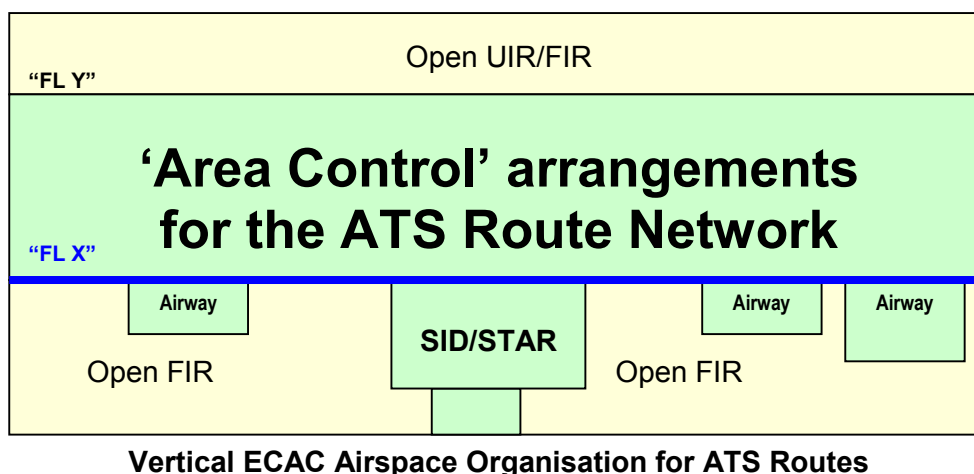 Open UIR/FIR
“FL Y”
‘Area Control’ arrangements
for the ATS Route Network
“FL X”
Airway
Airway
Airway
SID/STAR
Open FIR
Open FIR
Vertical ECAC Airspace Organisation for ATS Routes